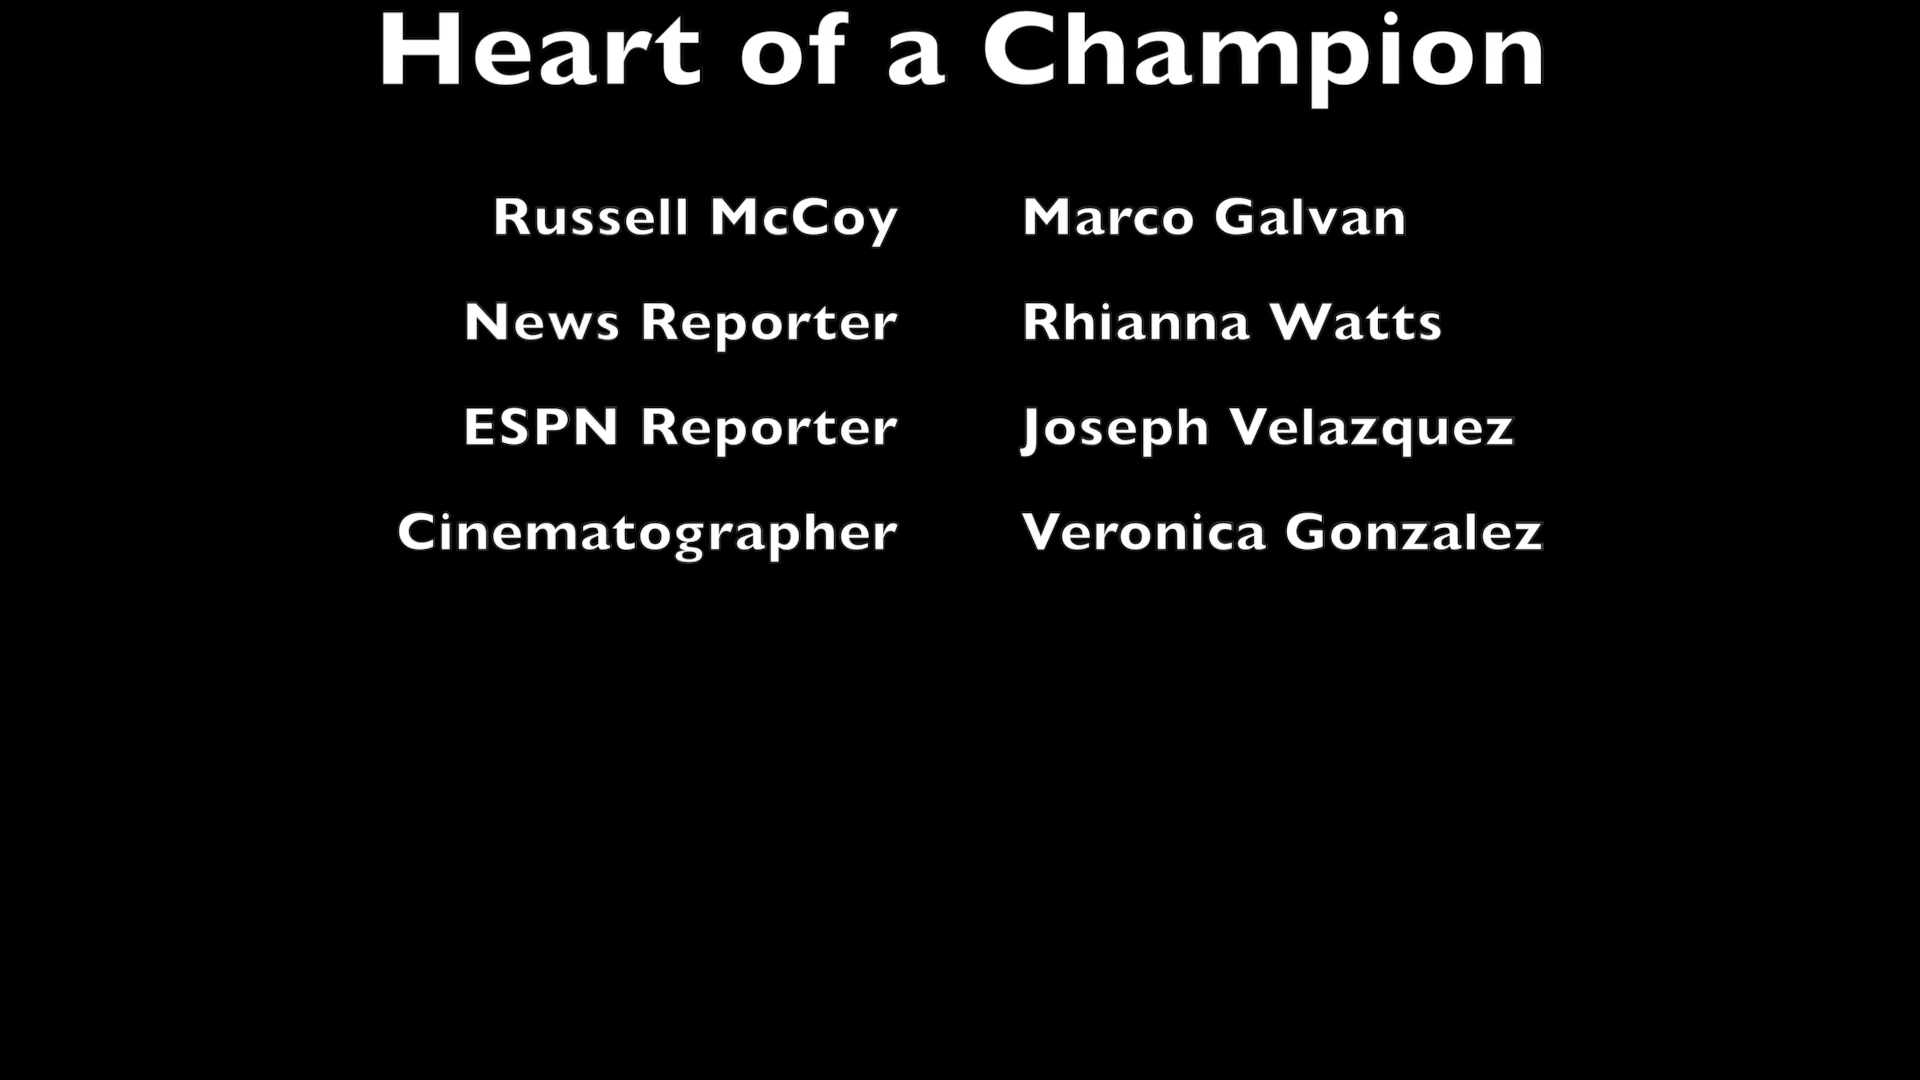 Heart of a Champion
Russell McCoy Marco Galvan
News Reporter Rhianna Watts
ESPN Reporter Joseph Velazquez
Cinematographer Veronica Gonzalez